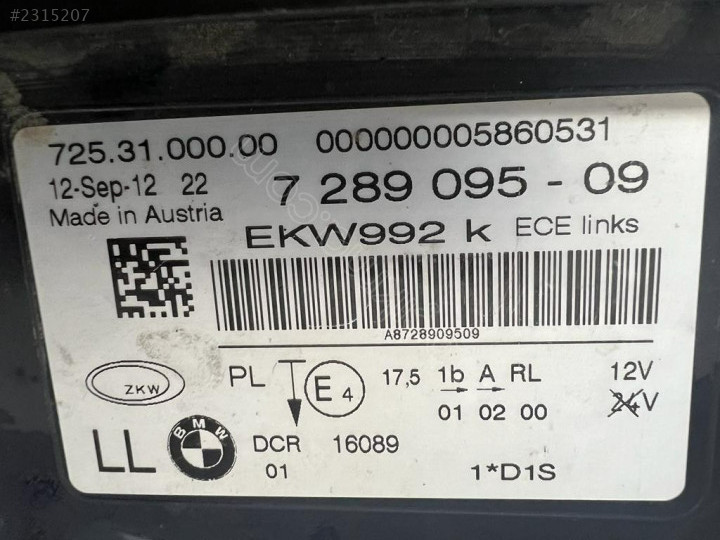 #2315207
725.31.000.00 000000005860531
12-Sep-12 22 7 289 095 - 09
Made in Austria
EKW992 k ECE links
A8728909509
ZKW PL E4 17,5 1b A RL 12V
01 02 00 24V
LL BMW DCR 16089
01 1*D1S